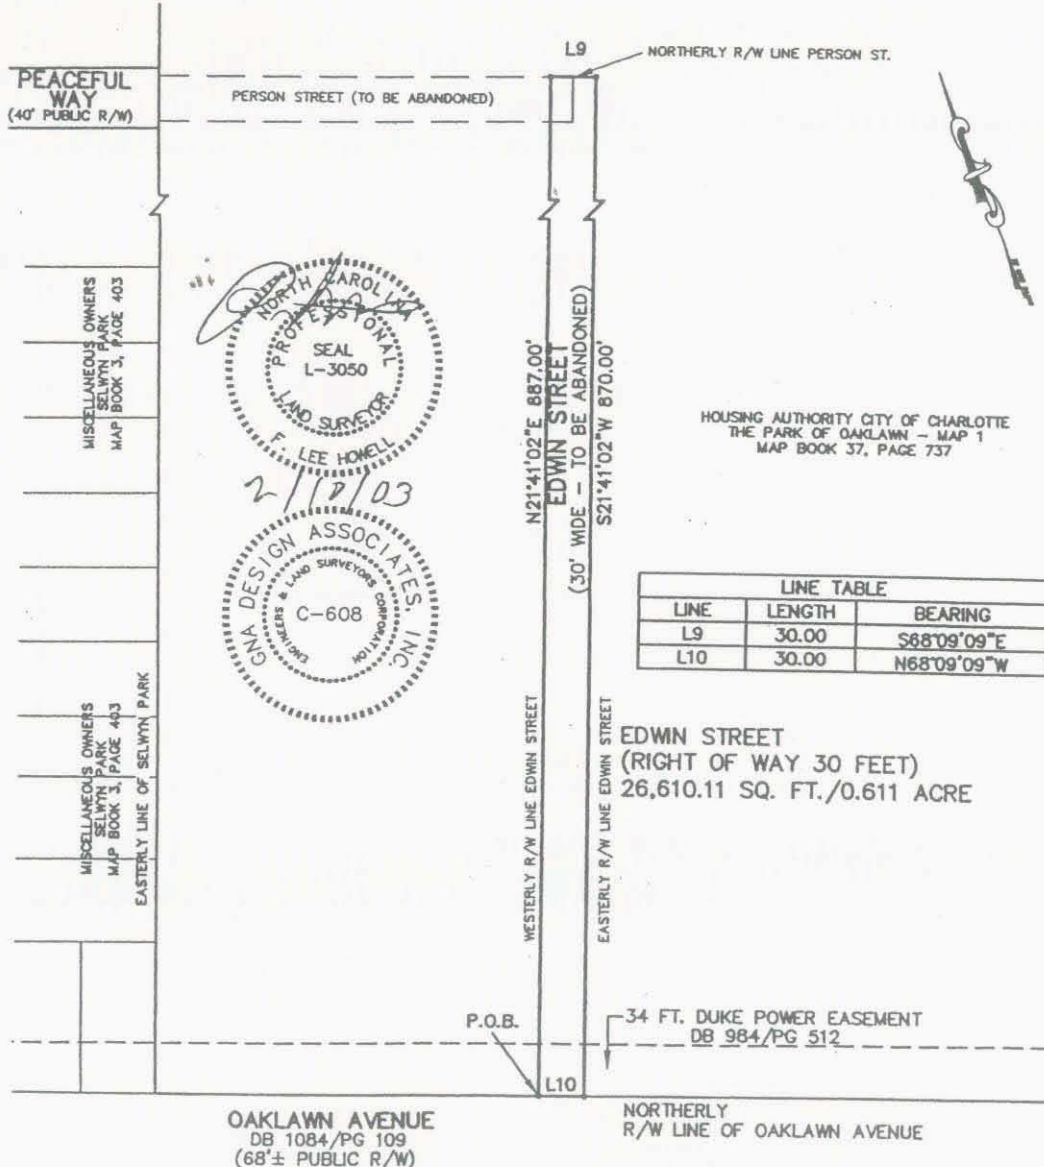 L9
NORTHERLY R/W LINE PERSON ST.
PEACEFUL
WAY
(40' PUBLIC R/W)
PERSON STREET (TO BE ABANDONED)
MISCELLANEOUS OWNERS
SELWYN PARK
MAP BOOK 3, PAGE 403
NORTH CAROLINA
PROFESSIONAL
SEAL
L-3050
LAND SURVEYOR
F. LEE HOWELL
2/10/03
GNA DESIGN ASSOCIATES, INC.
ENGINEERS & LAND SURVEYORS CORPORATION
C-608
N21°41'02"E 887.00'
EDWIN STREET
(30' WIDE - TO BE ABANDONED)
S21°41'02"W 870.00'
HOUSING AUTHORITY CITY OF CHARLOTTE
THE PARK OF OAKLAWN - MAP 1
MAP BOOK 37, PAGE 737
LINE TABLE
LINE LENGTH BEARING
L9 30.00 S68°09'09"E
L10 30.00 N68°09'09"W
MISCELLANEOUS OWNERS
SELWYN PARK
MAP BOOK 3, PAGE 403
EASTERLY LINE OF SELWYN PARK
WESTERLY R/W LINE EDWIN STREET
EASTERLY R/W LINE EDWIN STREET
EDWIN STREET
(RIGHT OF WAY 30 FEET)
26,610.11 SQ. FT./0.611 ACRE
P.O.B.
34 FT. DUKE POWER EASEMENT
DB 984/PG 512
L10
OAKLAWN AVENUE
DB 1084/PG 109
(68'± PUBLIC R/W)
NORTHERLY
R/W LINE OF OAKLAWN AVENUE